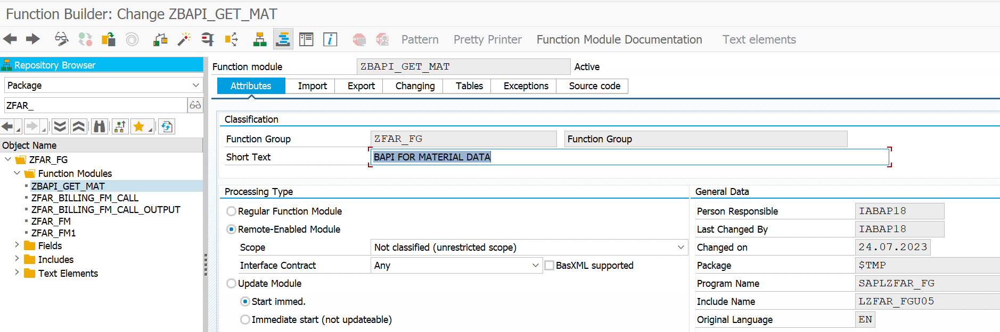 Function Builder: Change ZBAPI_GET_MAT
Pattern Pretty Printer Function Module Documentation Text elements
Repository Browser
Package
ZFAR_
Object Name
ZFAR_FG
Function Modules
ZBAPI_GET_MAT
ZFAR_BILLING_FM_CALL
ZFAR_BILLING_FM_CALL_OUTPUT
ZFAR_FM
ZFAR_FM1
Fields
Includes
Text Elements
Function module ZBAPI_GET_MAT Active
Attributes Import Export Changing Tables Exceptions Source code
Classification
Function Group ZFAR_FG Function Group
Short Text BAPI FOR MATERIAL DATA
Processing Type
Regular Function Module
Remote-Enabled Module
Scope Not classified (unrestricted scope)
Interface Contract Any BasXML supported
Update Module
Start immed.
Immediate start (not updateable)
General Data
Person Responsible IABAP18
Last Changed By IABAP18
Changed on 24.07.2023
Package $TMP
Program Name SAPLZFAR_FG
Include Name LZFAR_FGU05
Original Language EN